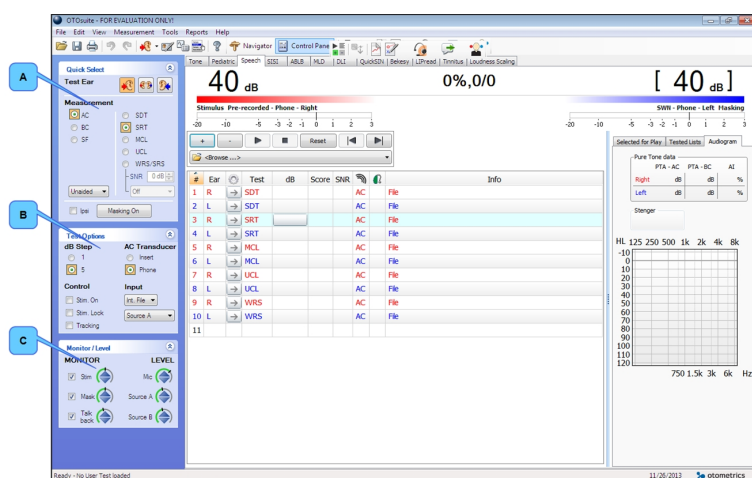 OTOsuite - FOR EVALUATION ONLY!
File Edit View Measurement Tools Reports Help
Navigator Control Pane
Tone Pediatric Speech SISI ABLB MLD DLI QuickSIN Bekesy LIPread Tinnitus Loudness Scaling
A
Quick Select
Test Ear
Measurement
AC SDT
BC SRT
SF MCL
UCL
WRS/SRS
SNR 0 dB
Unaided Off
Ipsi Masking On
B
Test Options
dB Step AC Transducer
1 Insert
5 Phone
Control Input
Stim. On Int. File
Stim. Lock Source A
Tracking
C
Monitor / Level
MONITOR LEVEL
Stim Mic
Mask Source A
Talk back Source B
40 dB 0%,0/0 [ 40 dB ]
Stimulus Pre-recorded - Phone - Right SWN - Phone - Left Masking
-20 -10 -5 -3 -2 -1 0 1 2 3 -20 -10 -5 -3 -2 -1 0 1 2 3
+ - Reset
<Browse ...>
# Ear Test dB Score SNR Info
1 R SDT AC File
2 L SDT AC File
3 R SRT AC File
4 L SRT AC File
5 R MCL AC File
6 L MCL AC File
7 R UCL AC File
8 L UCL AC File
9 R WRS AC File
10 L WRS AC File
11
Selected for Play Tested Lists Audiogram
Pure Tone data
PTA - AC PTA - BC AI
Right dB dB %
Left dB dB %
Stenger
HL 125 250 500 1k 2k 4k 8k
-10
0
10
20
30
40
50
60
70
80
90
100
110
120
750 1.5k 3k 6k Hz
Ready - No User Test loaded 11/26/2013 otometrics